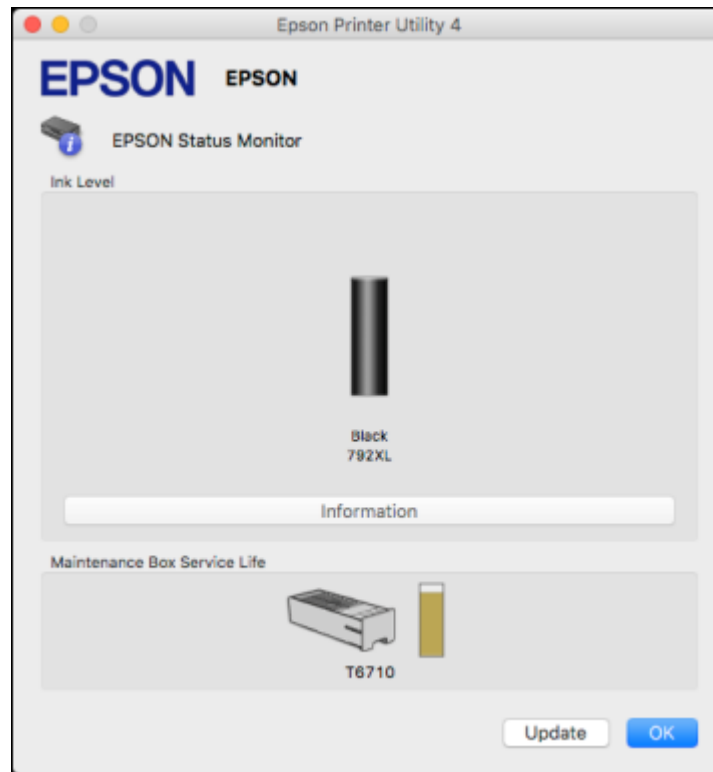 Epson Printer Utility 4
EPSON EPSON
EPSON Status Monitor
Ink Level
Black
792XL
Information
Maintenance Box Service Life
T6710
Update OK